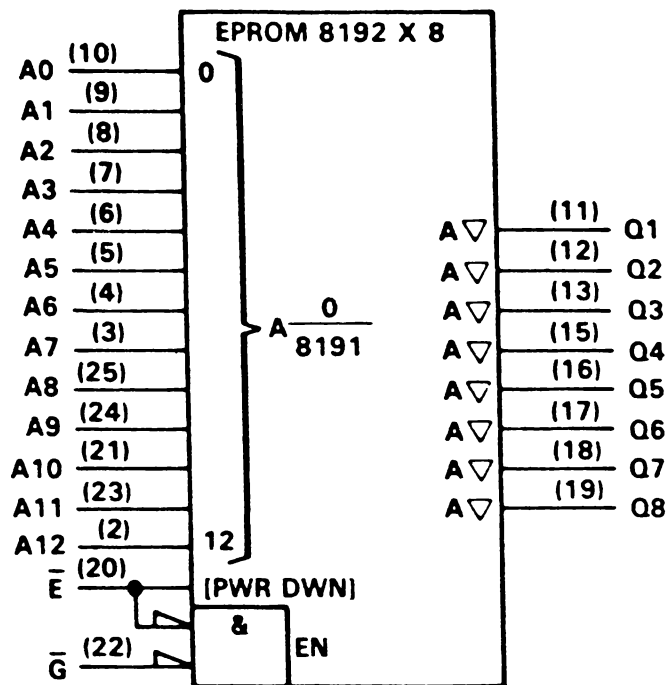 EPROM 8192 X 8
A0 (10) 0
A1 (9)
A2 (8)
A3 (7)
A4 (6) A (11) Q1
A5 (5) A (12) Q2
A6 (4) A (13) Q3
A 0/8191
A7 (3) A (15) Q4
A8 (25) A (16) Q5
A9 (24) A (17) Q6
A10 (21) A (18) Q7
A11 (23) A (19) Q8
A12 (2) 12
E̅ (20) [PWR DWN]
& EN
G̅ (22)